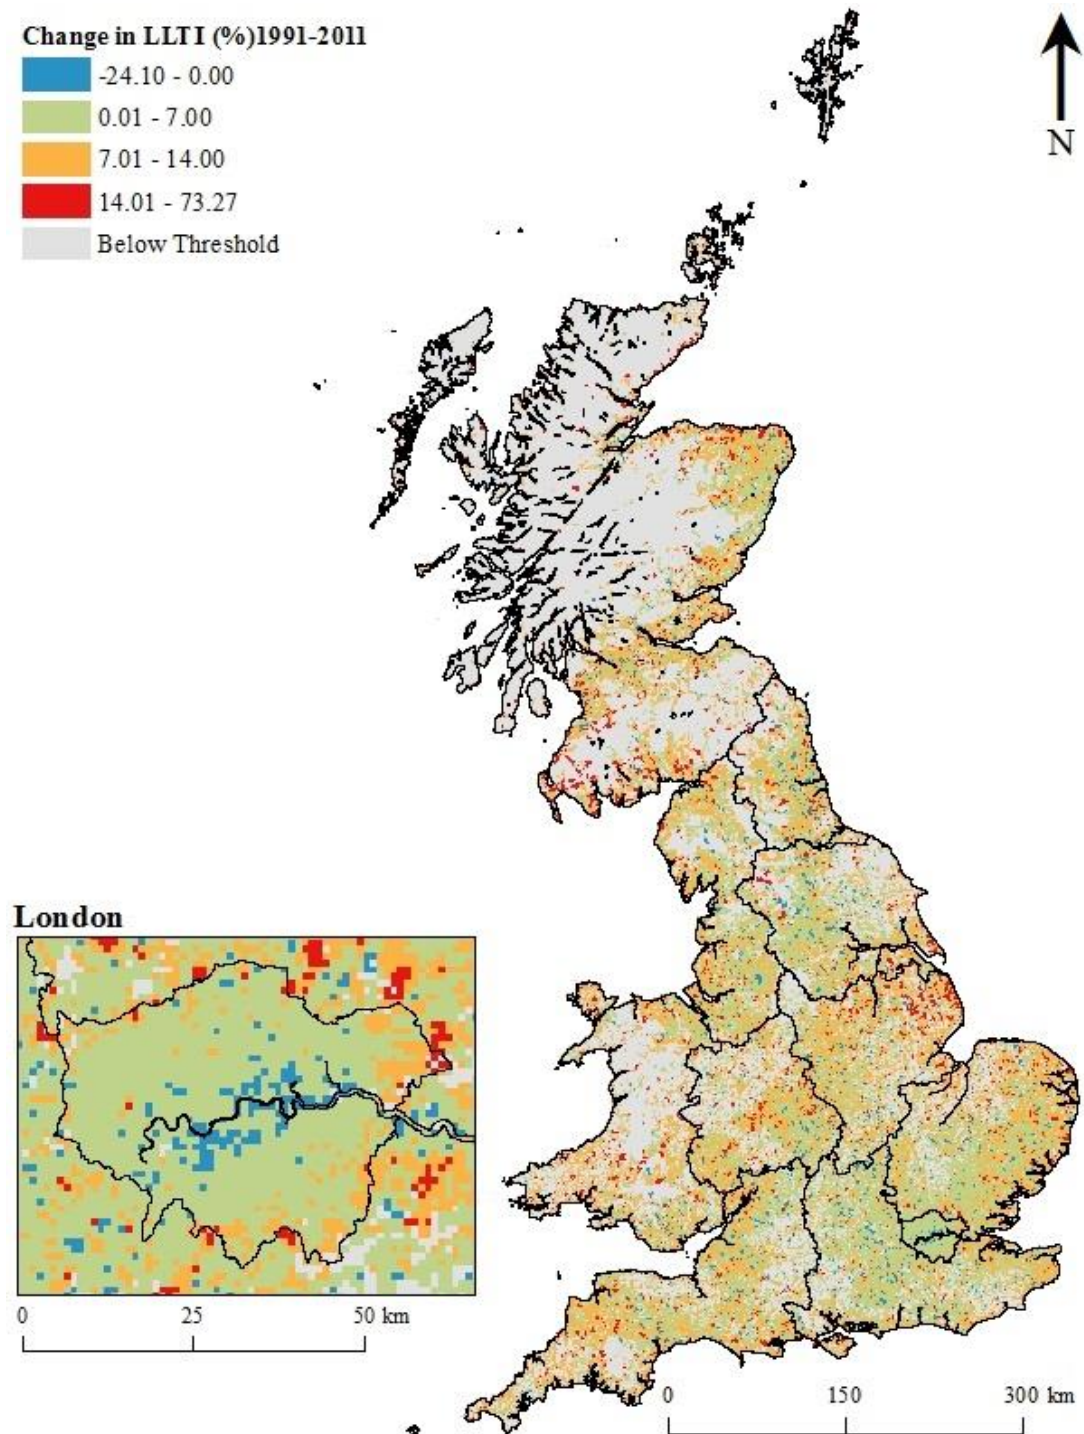 Change in LLTI (%)1991-2011
-24.10 - 0.00
0.01 - 7.00
7.01 - 14.00
14.01 - 73.27
Below Threshold
N
London
0 25 50 km
0 150 300 km